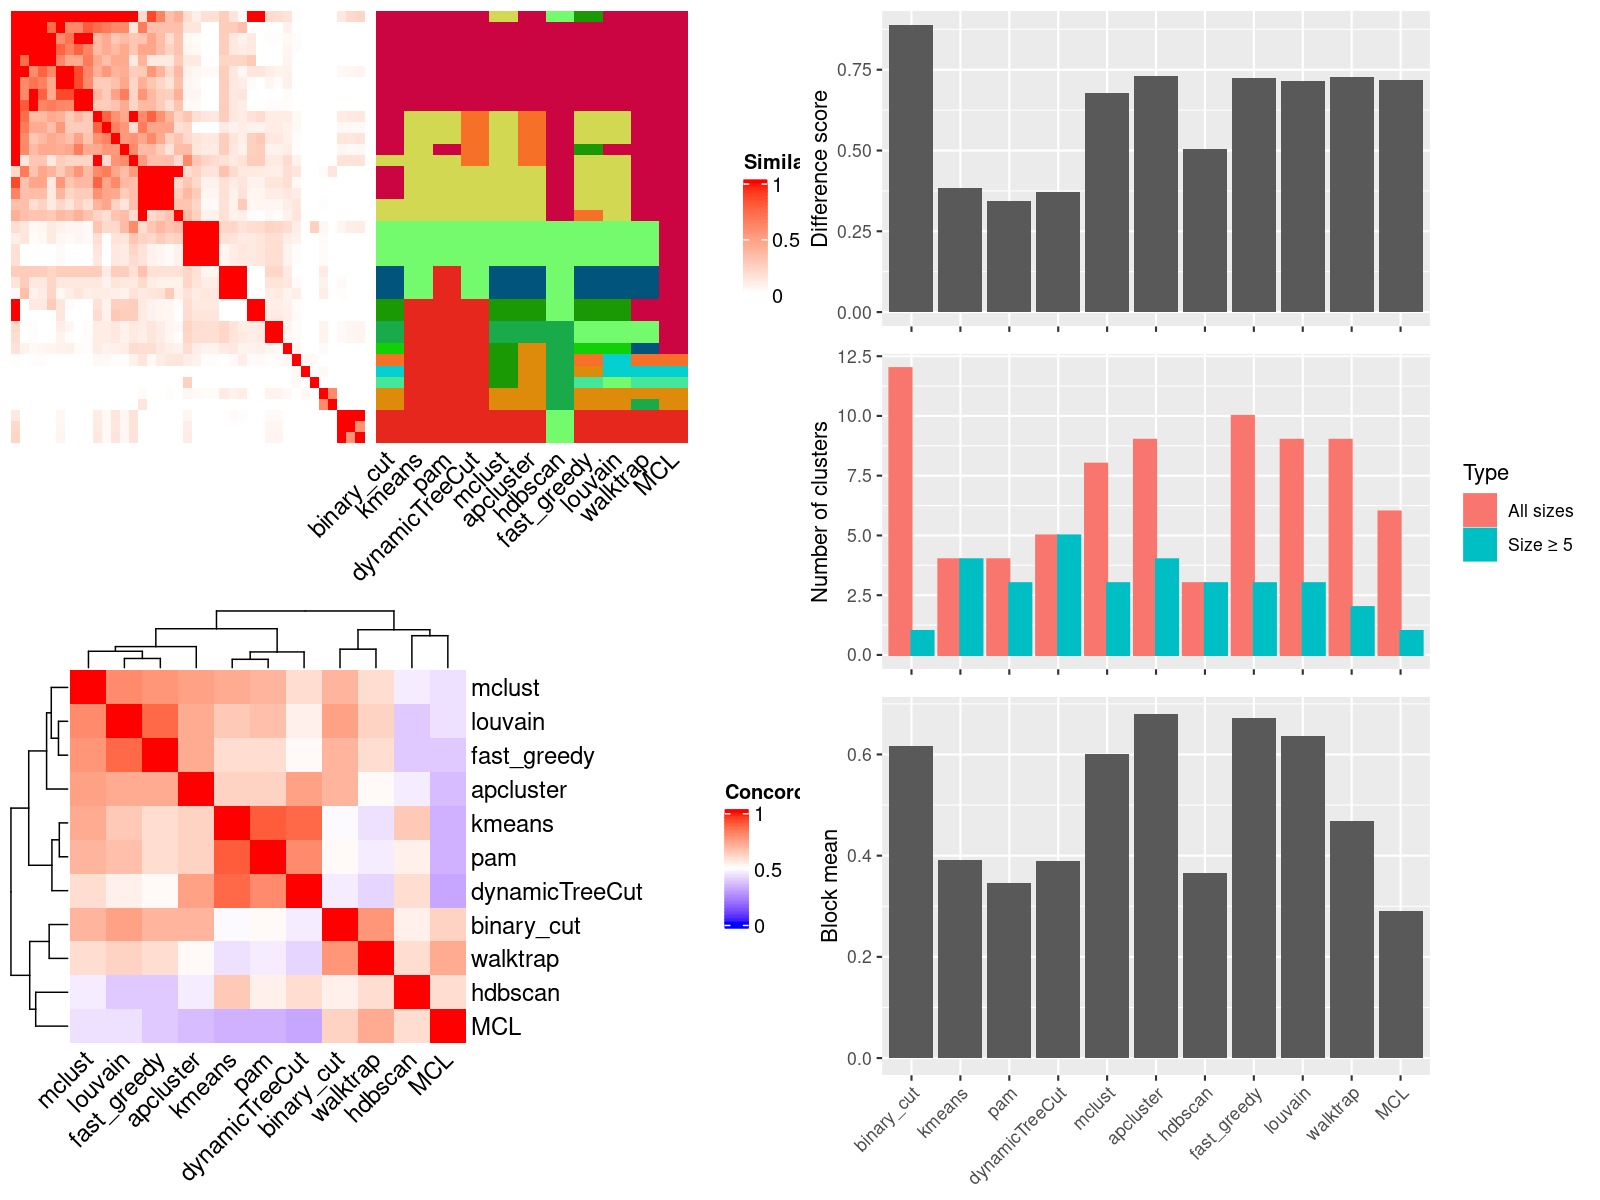 Simila
1
0.5
0
binary_cut
kmeans
pam
dynamicTreeCut
mclust
apcluster
hdbscan
fast_greedy
louvain
walktrap
MCL
mclust
louvain
fast_greedy
apcluster
kmeans
pam
dynamicTreeCut
binary_cut
walktrap
hdbscan
MCL
mclust
louvain
fast_greedy
apcluster
kmeans
pam
dynamicTreeCut
binary_cut
walktrap
hdbscan
MCL
Concord
1
0.5
0
Difference score
0.75
0.50
0.25
0.00
Number of clusters
12.5
10.0
7.5
5.0
2.5
0.0
Type
All sizes
Size ≥ 5
Block mean
0.6
0.4
0.2
0.0
binary_cut
kmeans
pam
dynamicTreeCut
mclust
apcluster
hdbscan
fast_greedy
louvain
walktrap
MCL